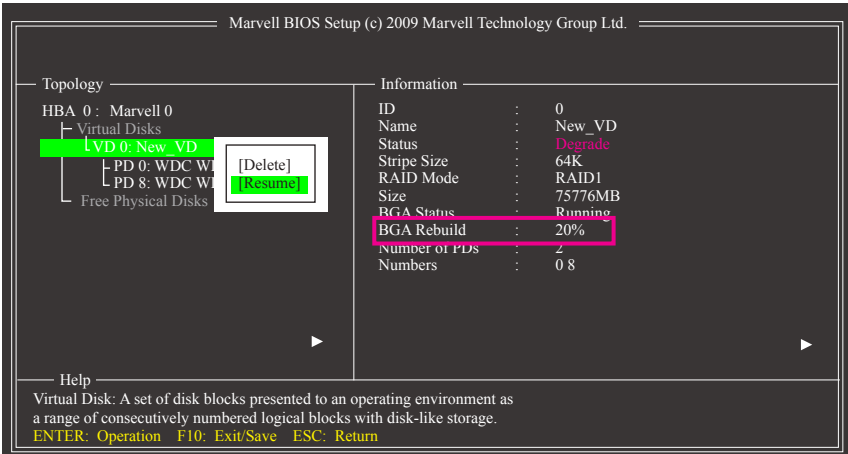 Marvell BIOS Setup (c) 2009 Marvell Technology Group Ltd.
Topology
HBA 0 : Marvell 0
Virtual Disks
VD 0: New_VD
PD 0: WDC
PD 8: WDC
Free Physical Disks
[Delete]
[Resume]
Information
ID : 0
Name : New_VD
Status : Degrade
Stripe Size : 64K
RAID Mode : RAID1
Size : 75776MB
BGA Status : Running
BGA Rebuild : 20%
Number of PDs : 2
Numbers : 0 8
Help
Virtual Disk: A set of disk blocks presented to an operating environment as
a range of consecutively numbered logical blocks with disk-like storage.
ENTER: Operation F10: Exit/Save ESC: Return